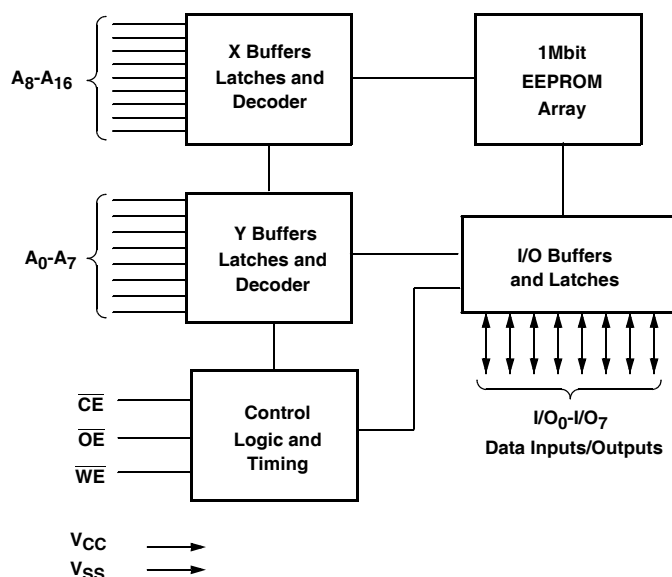 A8-A16
X Buffers
Latches and
Decoder
1Mbit
EEPROM
Array
A0-A7
Y Buffers
Latches and
Decoder
I/O Buffers
and Latches
CE
OE
WE
Control
Logic and
Timing
I/O0-I/O7
Data Inputs/Outputs
VCC
VSS